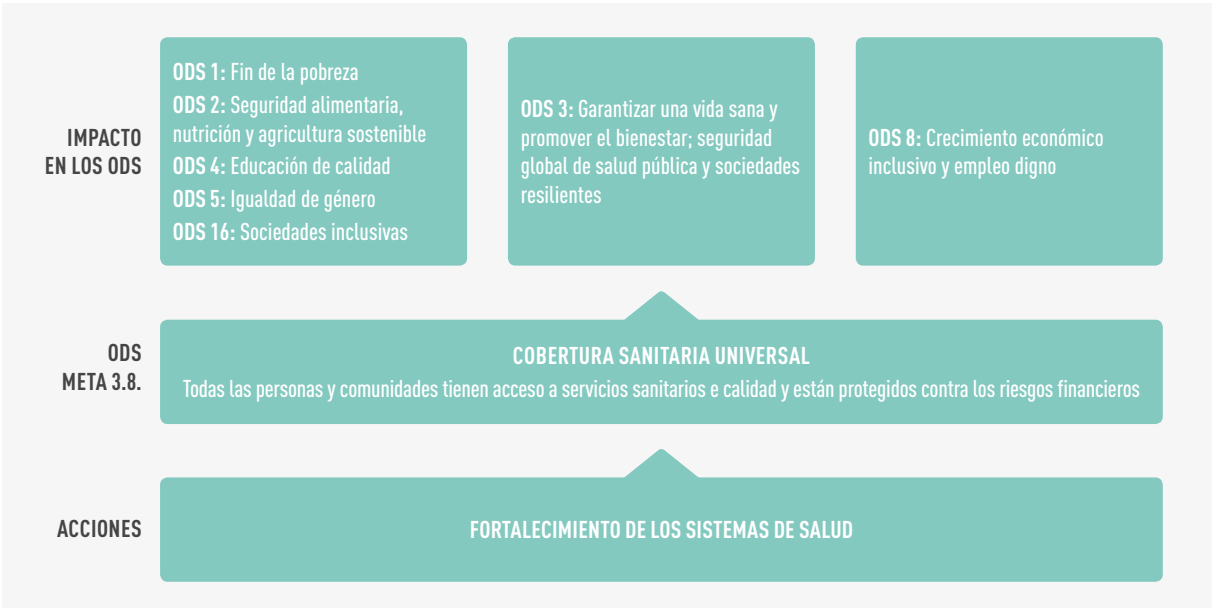 IMPACTO
EN LOS ODS
ODS 1: Fin de la pobreza
ODS 2: Seguridad alimentaria,
nutrición y agricultura sostenible
ODS 4: Educación de calidad
ODS 5: Igualdad de género
ODS 16: Sociedades inclusivas
ODS 3: Garantizar una vida sana y
promover el bienestar; seguridad
global de salud pública y sociedades
resilientes
ODS 8: Crecimiento económico
inclusivo y empleo digno
ODS
META 3.8.
COBERTURA SANITARIA UNIVERSAL
Todas las personas y comunidades tienen acceso a servicios sanitarios e calidad y están protegidos contra los riesgos financieros
ACCIONES
FORTALECIMIENTO DE LOS SISTEMAS DE SALUD